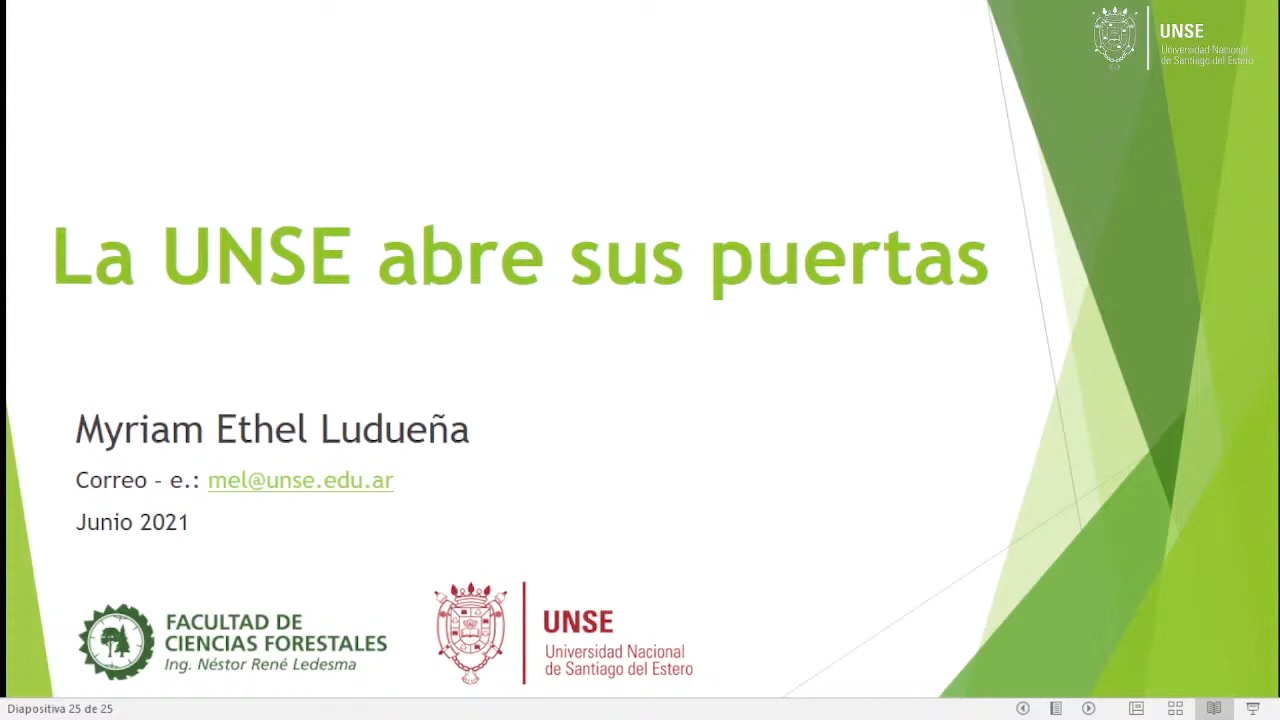 UNSE
Universidad Nacional
de Santiago del Estero
La UNSE abre sus puertas
Myriam Ethel Ludueña
Correo - e.: mel@unse.edu.ar
Junio 2021
FACULTAD DE
CIENCIAS FORESTALES
Ing. Néstor René Ledesma
UNSE
Universidad Nacional
de Santiago del Estero
Diapositiva 25 de 25